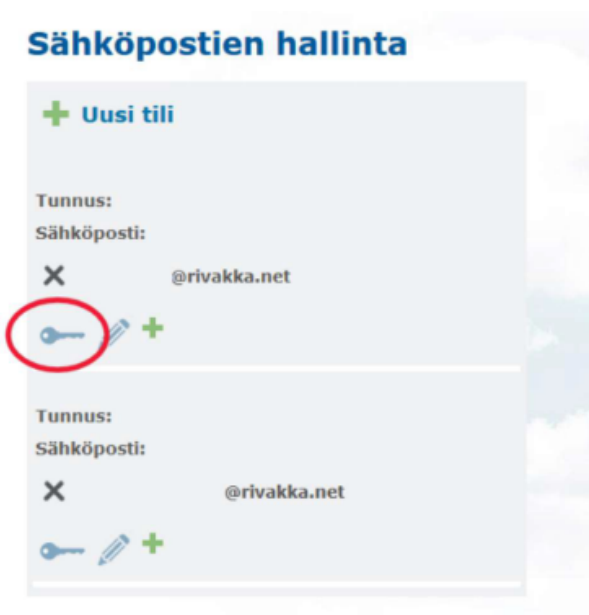 Sähköpostien hallinta
Uusi tili
Tunnus:
Sähköposti:
@rivakka.net
Tunnus:
Sähköposti:
@rivakka.net